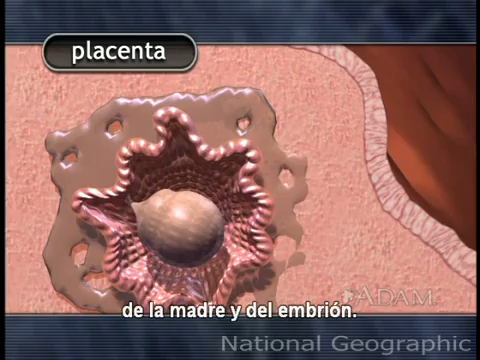 placenta
ADAM
de la madre y del embrión.
National Geographic